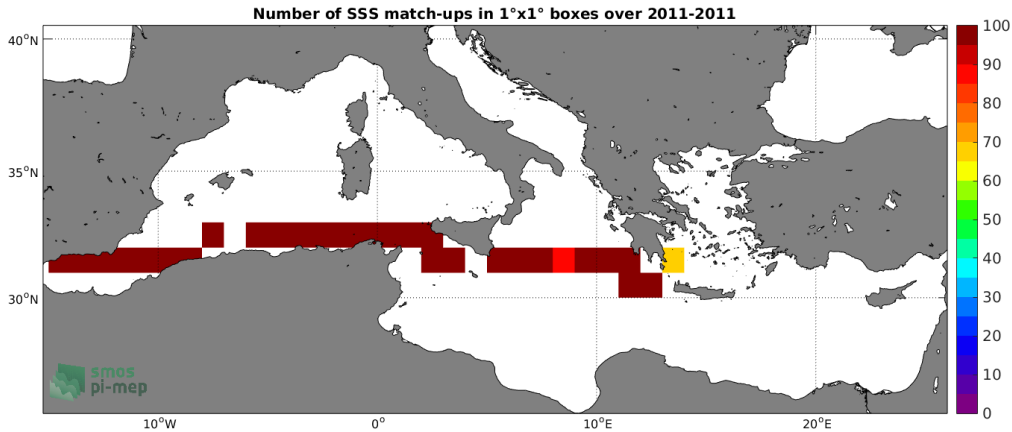 Number of SSS match-ups in 1°x1° boxes over 2011-2011
40°N
35°N
30°N
10°W
0°
10°E
20°E
100
90
80
70
60
50
40
30
20
10
0
smos
pi-mep